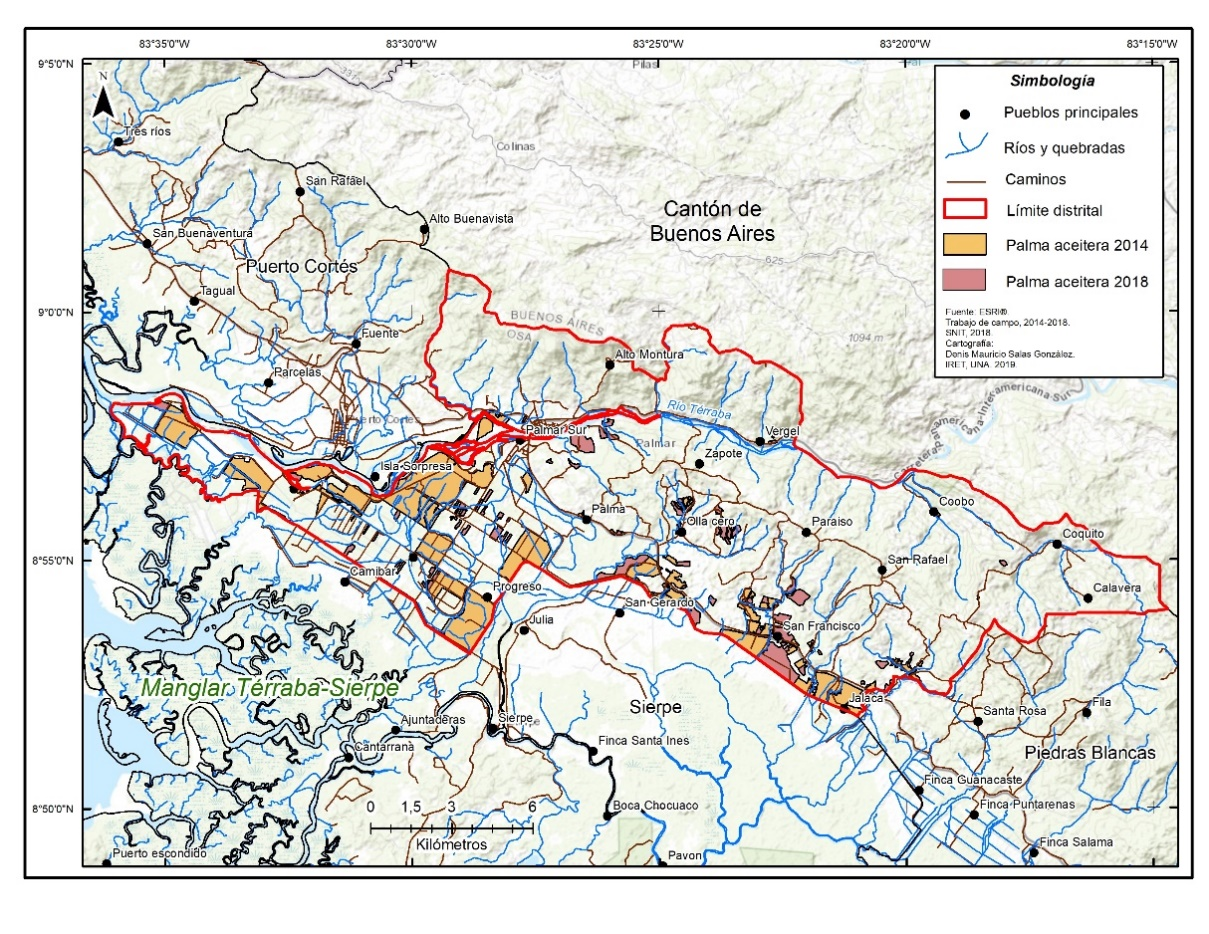 83°35'0"W
83°30'0"W
83°25'0"W
83°20'0"W
83°15'0"W
9°5'0"N
N
Pilas
Simbología
Pueblos principales
Ríos y quebradas
Caminos
Límite distrital
Palma aceitera 2014
Palma aceitera 2018
Fuente: ESRI®.
Trabajo de campo, 2014-2018.
SNIT, 2018.
Cartografía:
Denis Mauricio Salas González.
IRET, UNA. 2019.
Tres ríos
Colinas
San Rafael
Cantón de
Buenos Aires
Alto Buenavista
San Buenaventura
625
Puerto Cortés
Tagual
9°0'0"N
BUENOS AIRES
OSA
Fuente
1094 m
Alto Montura
Parcelas
Carretera Interamericana Sur
Río Térraba
Palmar Sur
Vergel
Palmar
Zapote
Isla Sorpresa
Coobo
Palma
Olla cero
Paraiso
Coquito
8°55'0"N
San Rafael
Camibar
Progreso
Calavera
San Gerardo
Julia
San Francisco
Manglar Térraba-Sierpe
Jalaca
Sierpe
Santa Rosa
Fila
Ajuntaderas
Sierpe
Cantarrana
Finca Santa Ines
Piedras Blancas
Finca Guanacaste
8°50'0"N
0 1,5 3 6
Kilómetros
Boca Chocuaco
Finca Puntarenas
Finca Salama
Puerto escondido
Pavon